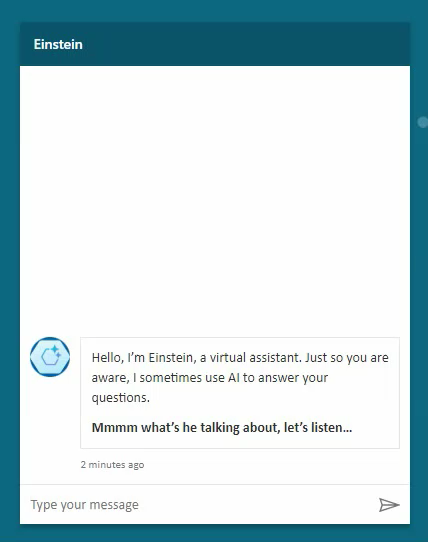 Einstein
Hello, I’m Einstein, a virtual assistant. Just so you are
aware, I sometimes use AI to answer your
questions.
Mmmm what’s he talking about, let’s listen...
2 minutes ago
Type your message